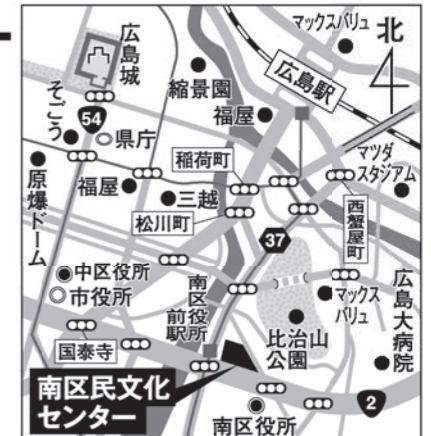 マックスバリュ
北
広島城
広島駅
縮景園
福屋
そごう
54
県庁
稲荷町
マツダ
スタジアム
原爆ドーム
福屋
三越
松川町
西蟹屋町
37
中区役所
市役所
南区役所前駅
マックス
バリュ
広島大病院
比治山
公園
国泰寺
南区民文化
センター
2
南区役所